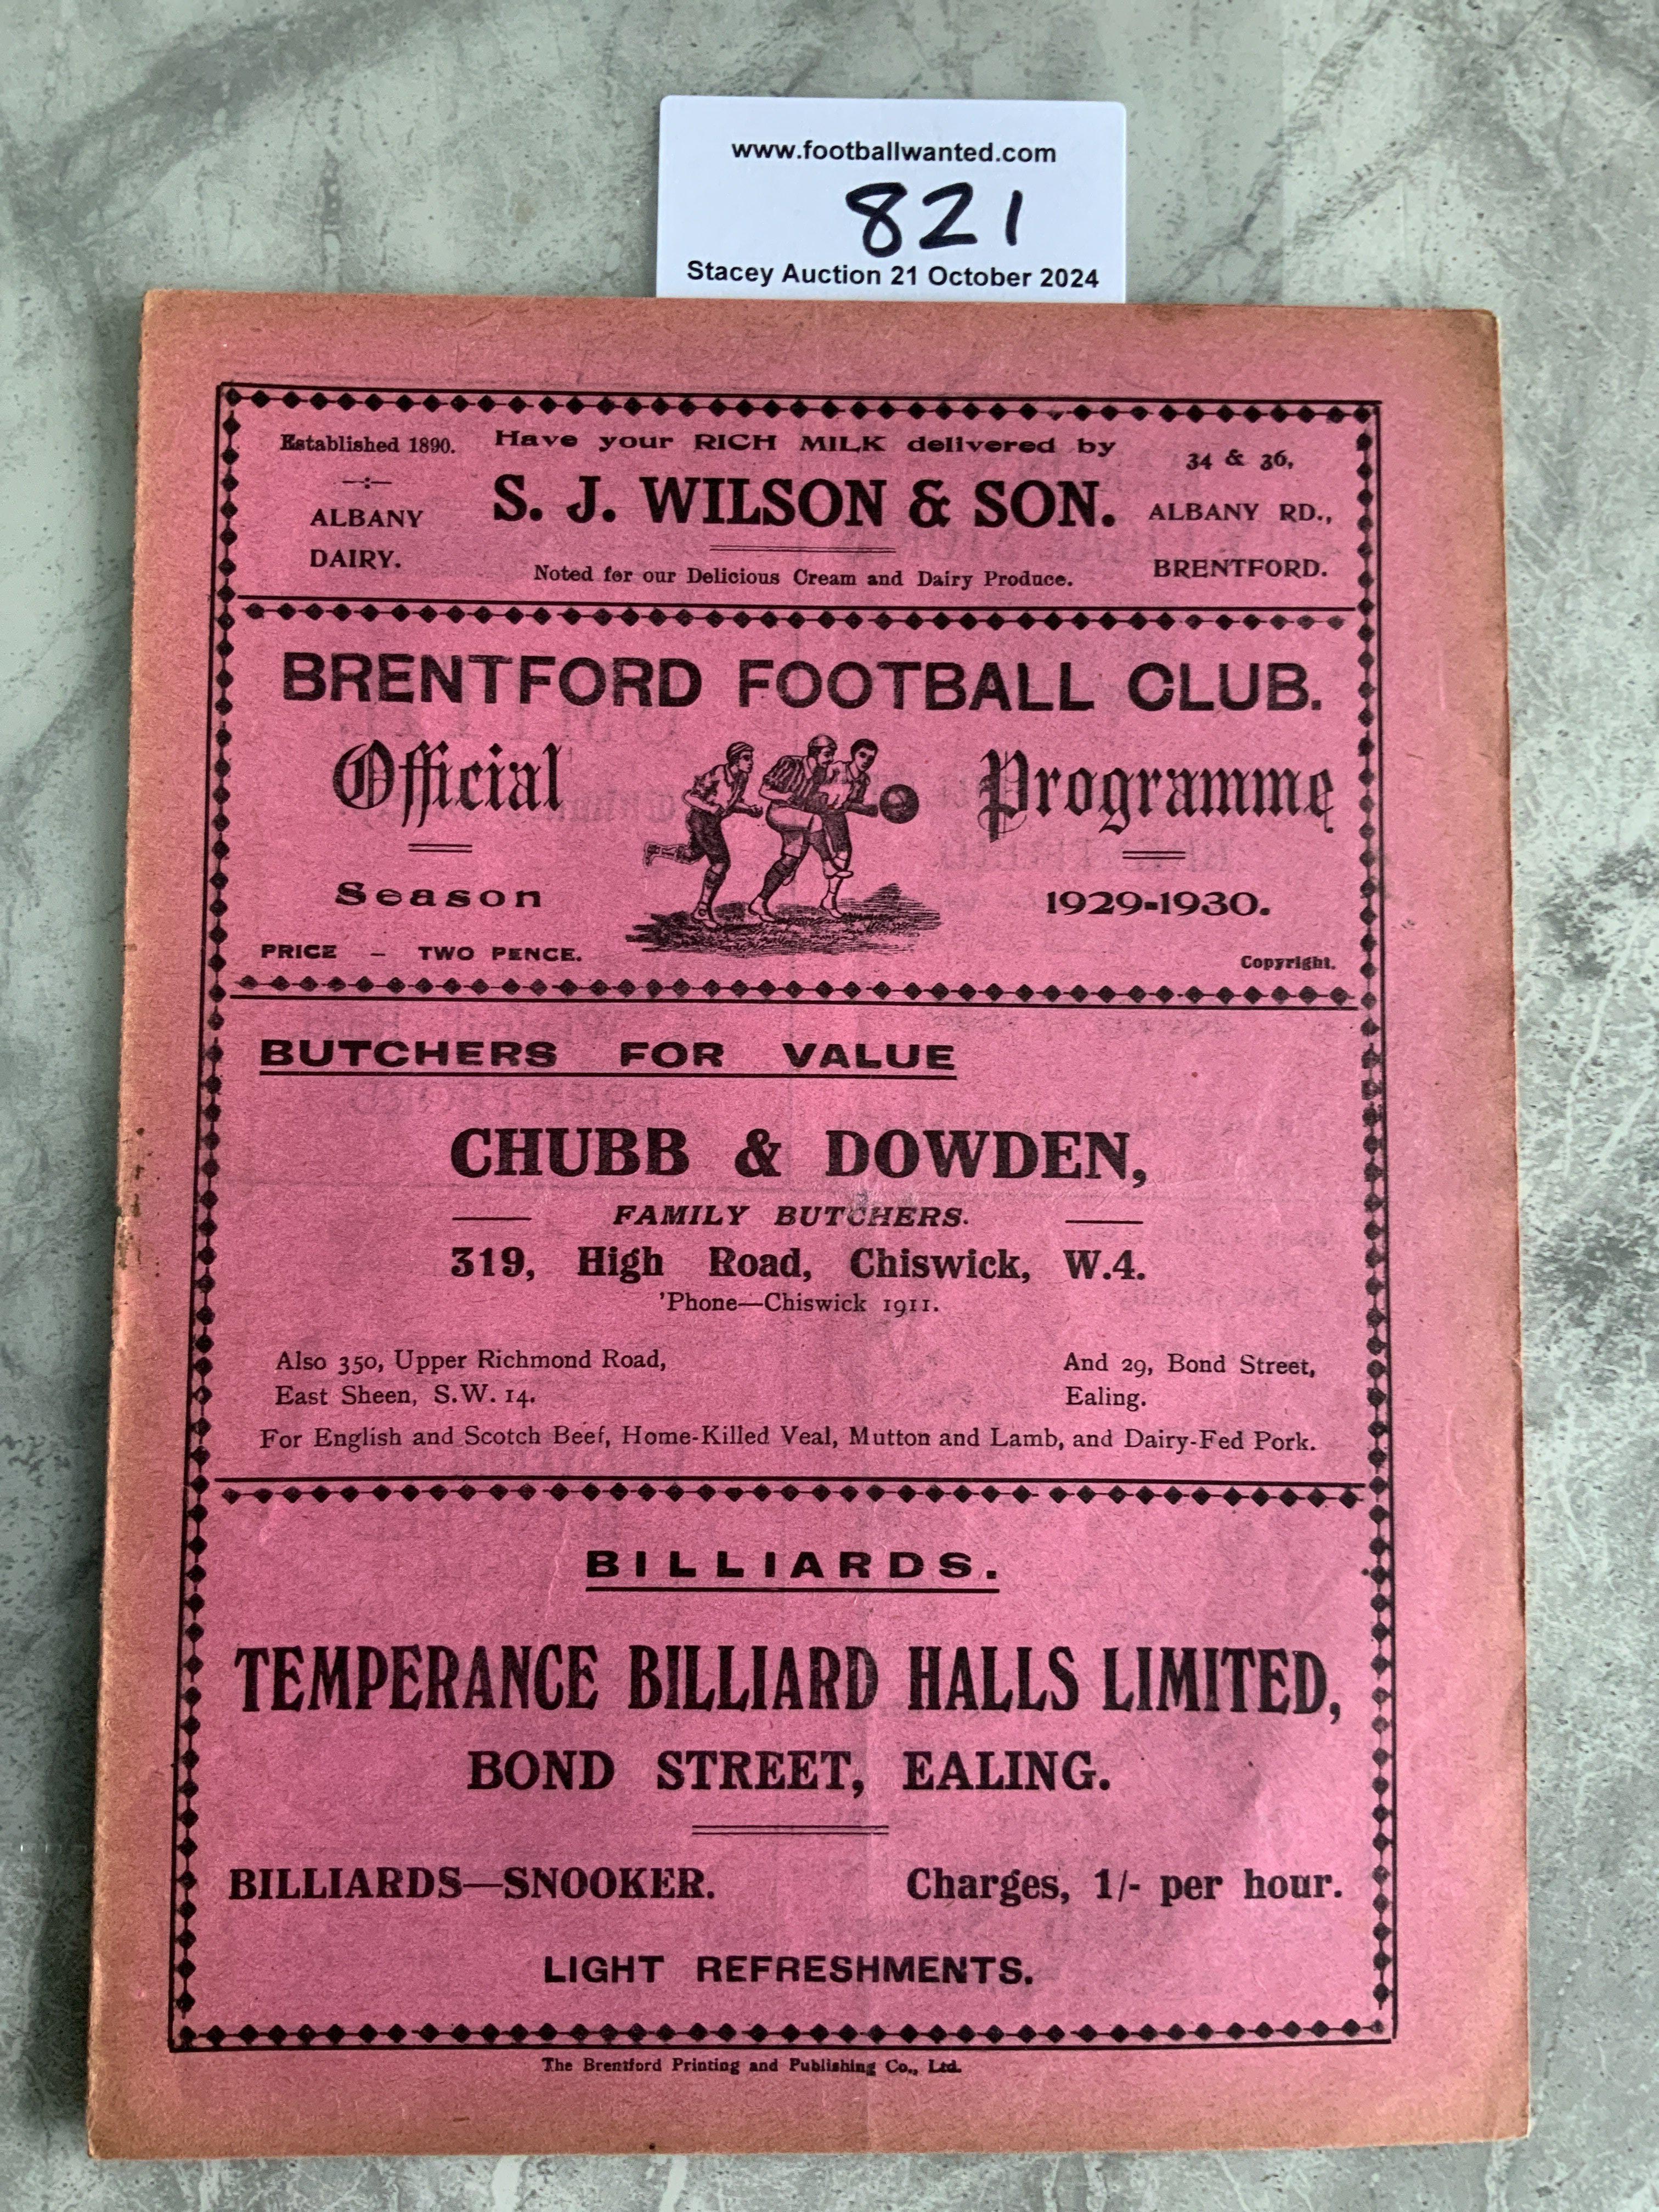 www.footballwanted.com
821
Stacey Auction 21 October 2024
Established 1890.
ALBANY
DAIRY.
Have your RICH MILK delivered by
S. J. WILSON & SON.
Noted for our Delicious Cream and Dairy Produce.
34 & 36,
ALBANY RD.,
BRENTFORD.
BRENTFORD FOOTBALL CLUB.
Official Programme
Season 1929-1930.
PRICE - TWO PENCE. Copyright.
BUTCHERS FOR VALUE
CHUBB & DOWDEN,
FAMILY BUTCHERS.
319, High Road, Chiswick, W.4.
'Phone—Chiswick 1911.
Also 350, Upper Richmond Road,
East Sheen, S.W. 14.
And 29, Bond Street,
Ealing.
For English and Scotch Beef, Home-Killed Veal, Mutton and Lamb, and Dairy-Fed Pork.
BILLIARDS.
TEMPERANCE BILLIARD HALLS LIMITED,
BOND STREET, EALING.
BILLIARDS—SNOOKER. Charges, 1/- per hour.
LIGHT REFRESHMENTS.
The Brentford Printing and Publishing Co., Ltd.